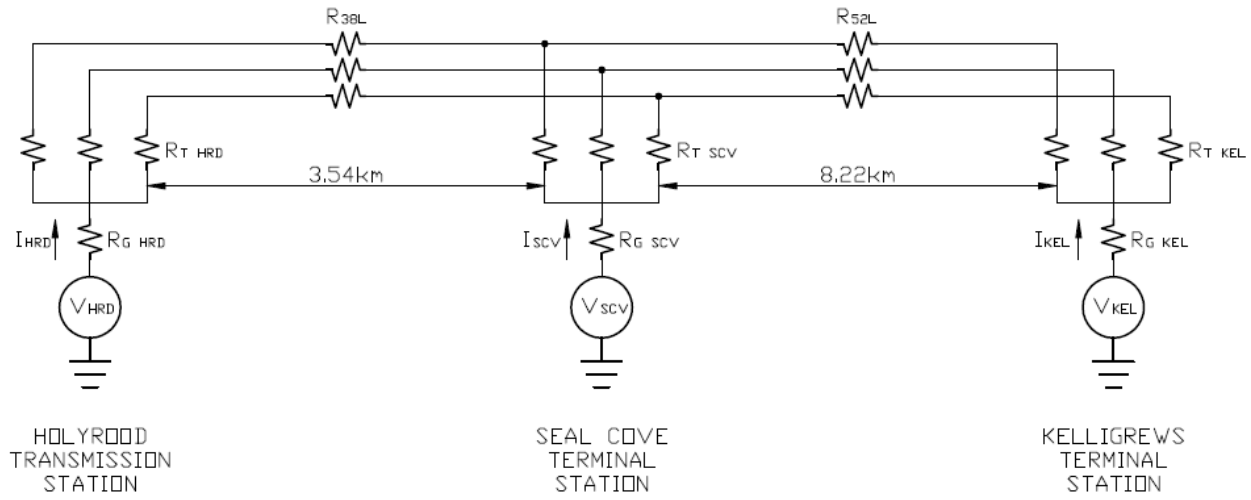 R38L
R52L
RT HRD
RT SCV
RT KEL
3.54km
8.22km
IHRD
RG HRD
ISCV
RG SCV
IKEL
RG KEL
VHRD
VSCV
VKEL
HOLYROOD
TRANSMISSION
STATION
SEAL COVE
TERMINAL
STATION
KELLIGREWS
TERMINAL
STATION